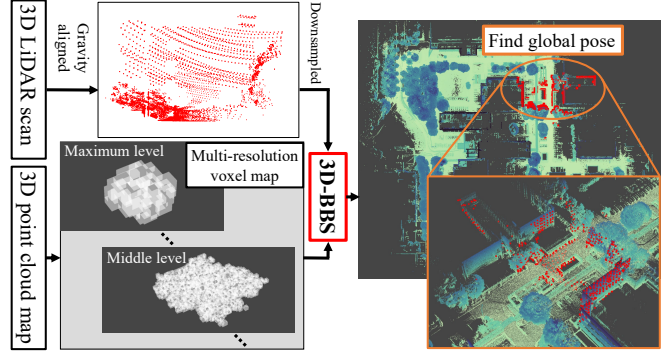 3D LiDAR scan
Gravity
aligned
Downsampled
3D point cloud map
Maximum level
Multi-resolution
voxel map
Middle level
3D-BBS
Find global pose